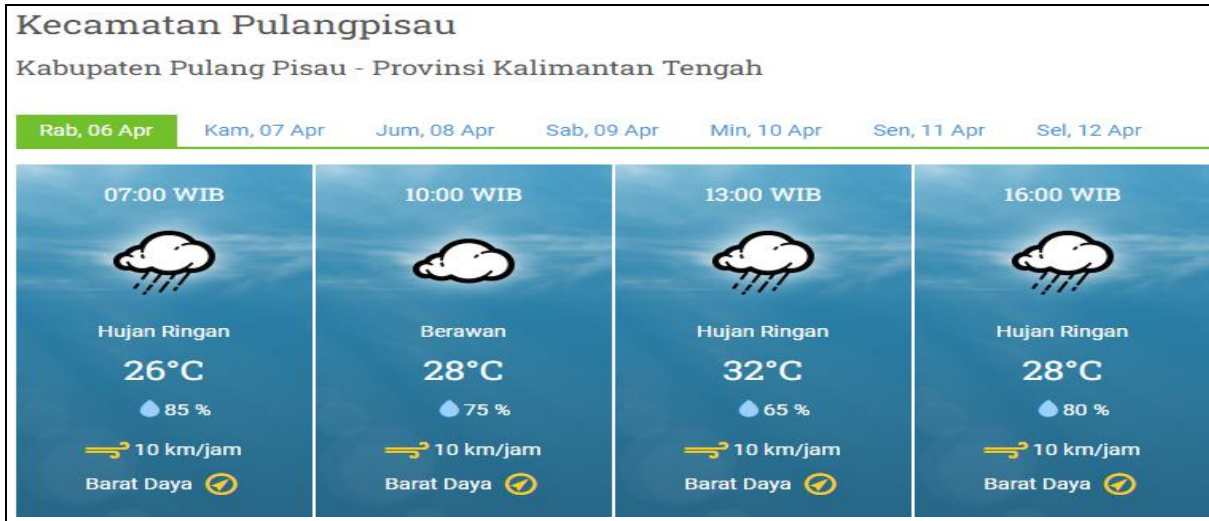 Kecamatan Pulangpisau
Kabupaten Pulang Pisau - Provinsi Kalimantan Tengah
Rab, 06 Apr Kam, 07 Apr Jum, 08 Apr Sab, 09 Apr Min, 10 Apr Sen, 11 Apr Sel, 12 Apr
07:00 WIB 10:00 WIB 13:00 WIB 16:00 WIB
Hujan Ringan Berawan Hujan Ringan Hujan Ringan
26°C 28°C 32°C 28°C
85 % 75 % 65 % 80 %
10 km/jam 10 km/jam 10 km/jam 10 km/jam
Barat Daya Barat Daya Barat Daya Barat Daya